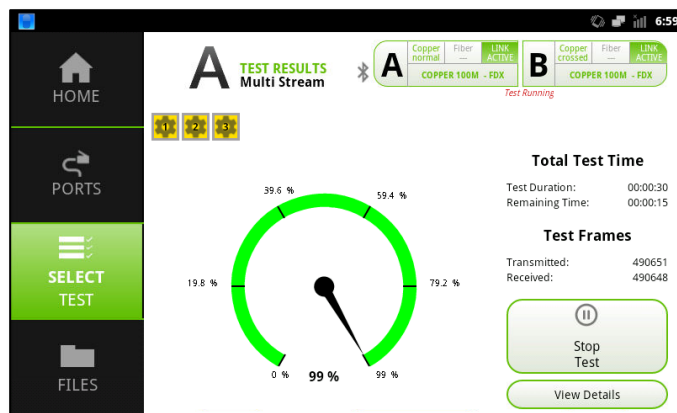 6:59
HOME
PORTS
SELECT
TEST
FILES
A
TEST RESULTS
Multi Stream
A
Copper
normal
Fiber
---
LINK
ACTIVE
COPPER 100M - FDX
B
Copper
crossed
Fiber
---
LINK
ACTIVE
COPPER 100M - FDX
Test Running
1 2 3
39.6 %
59.4 %
19.8 %
79.2 %
0 %
99 %
99 %
Total Test Time
Test Duration: 00:00:30
Remaining Time: 00:00:15
Test Frames
Transmitted: 490651
Received: 490648
Stop
Test
View Details